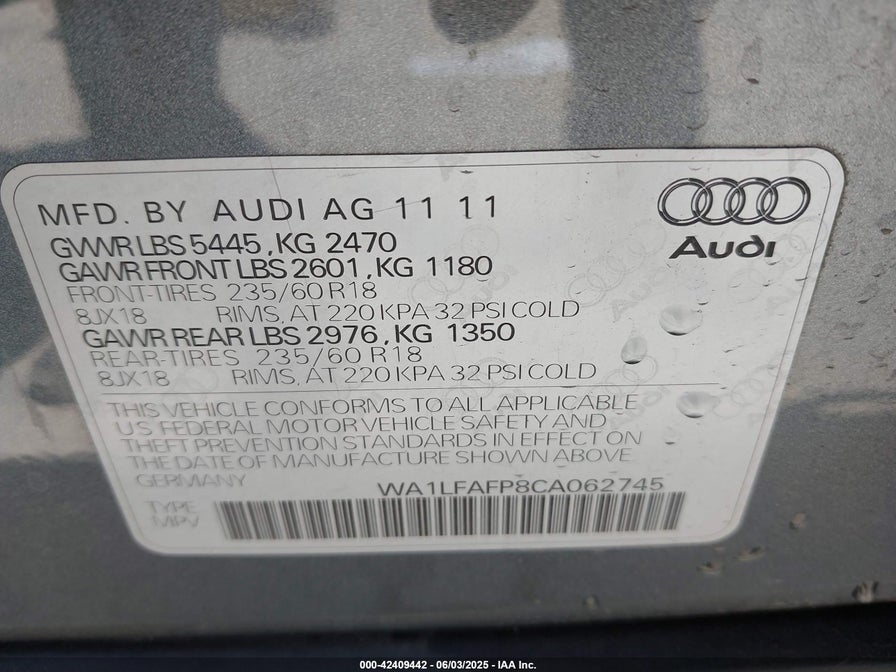 MFD. BY AUDI AG 11 11
Audi
GVWR LBS 5445, KG 2470
GAWR FRONT LBS 2601, KG 1180
FRONT-TIRES 235/60 R18
8JX18 RIMS, AT 220 KPA 32 PSI COLD
GAWR REAR LBS 2976, KG 1350
REAR-TIRES 235/60 R18
8JX18 RIMS, AT 220 KPA 32 PSI COLD
THIS VEHICLE CONFORMS TO ALL APPLICABLE
US FEDERAL MOTOR VEHICLE SAFETY AND
THEFT PREVENTION STANDARDS IN EFFECT ON
THE DATE OF MANUFACTURE SHOWN ABOVE
GERMANY WA1LFAFP8CA062745
TYPE
MPV
000-42409442 - 06/03/2025 - IAA Inc.